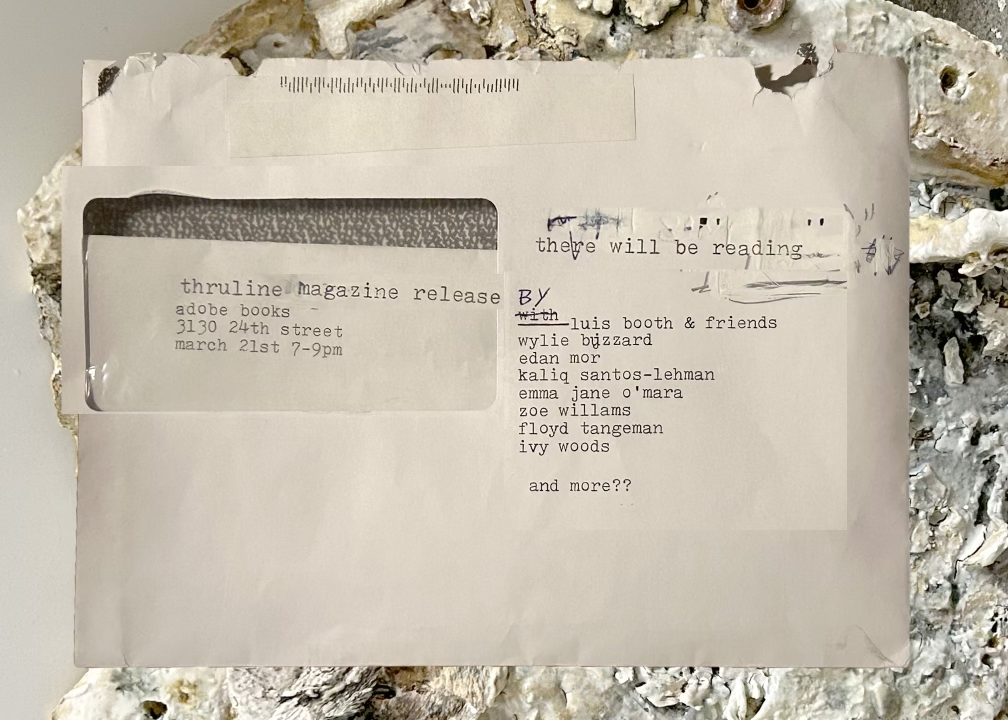 thruline magazine release
adobe books
3130 24th street
march 21st 7-9pm
there will be reading
BY
with luis booth & friends
wylie buzzard
edan mor
kaliq santos-lehman
emma jane o'mara
zoe willams
floyd tangeman
ivy woods
and more??